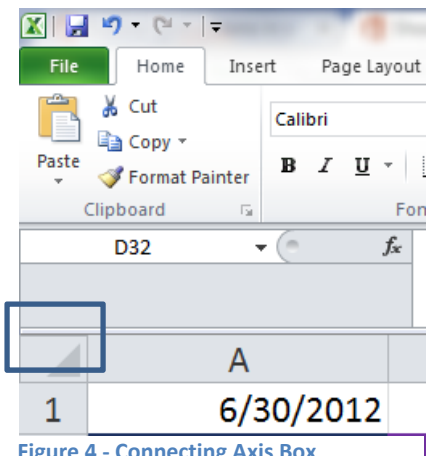 File Home Insert Page Layout
Cut
Calibri
Copy
Paste
B I U
Format Painter
Clipboard
Fon
D32 fx
A
1 6/30/2012
Figure 4 - Connecting Axis Box